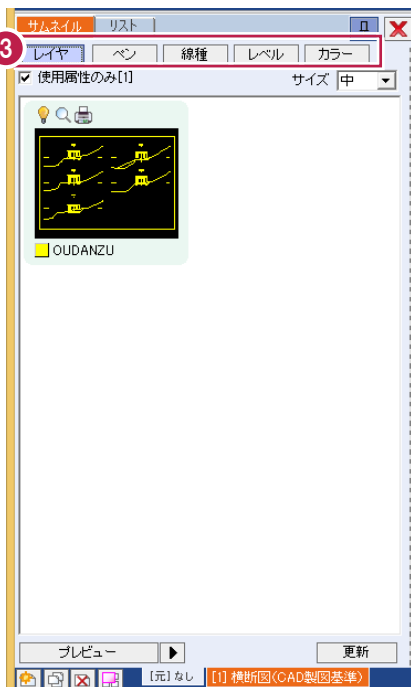 サムネイル リスト
3
レイヤ ペン 線種 レベル カラー
使用属性のみ[1] サイズ 中
OUDANZU
プレビュー 更新
[元] なし [1] 横断図(CAD製図基準)